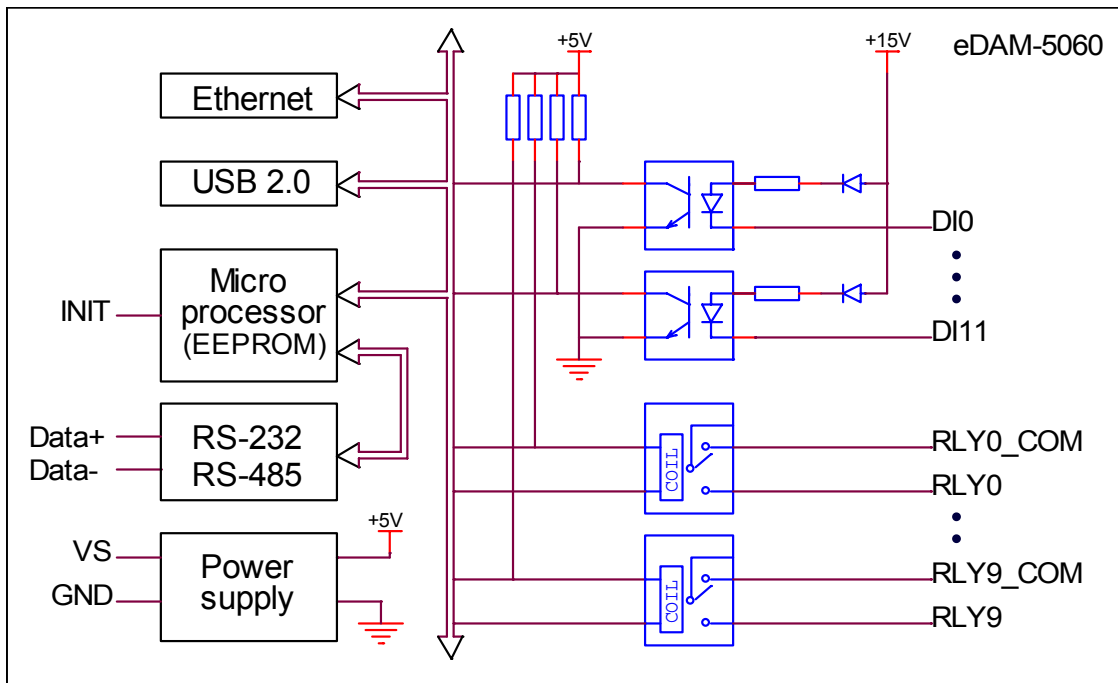 +5V
+15V
eDAM-5060
Ethernet
USB 2.0
DI0
INIT
Micro
processor
(EEPROM)
DI11
Data+
Data-
RS-232
RS-485
COIL
RLY0_COM
RLY0
+5V
VS
GND
Power
supply
COIL
RLY9_COM
RLY9